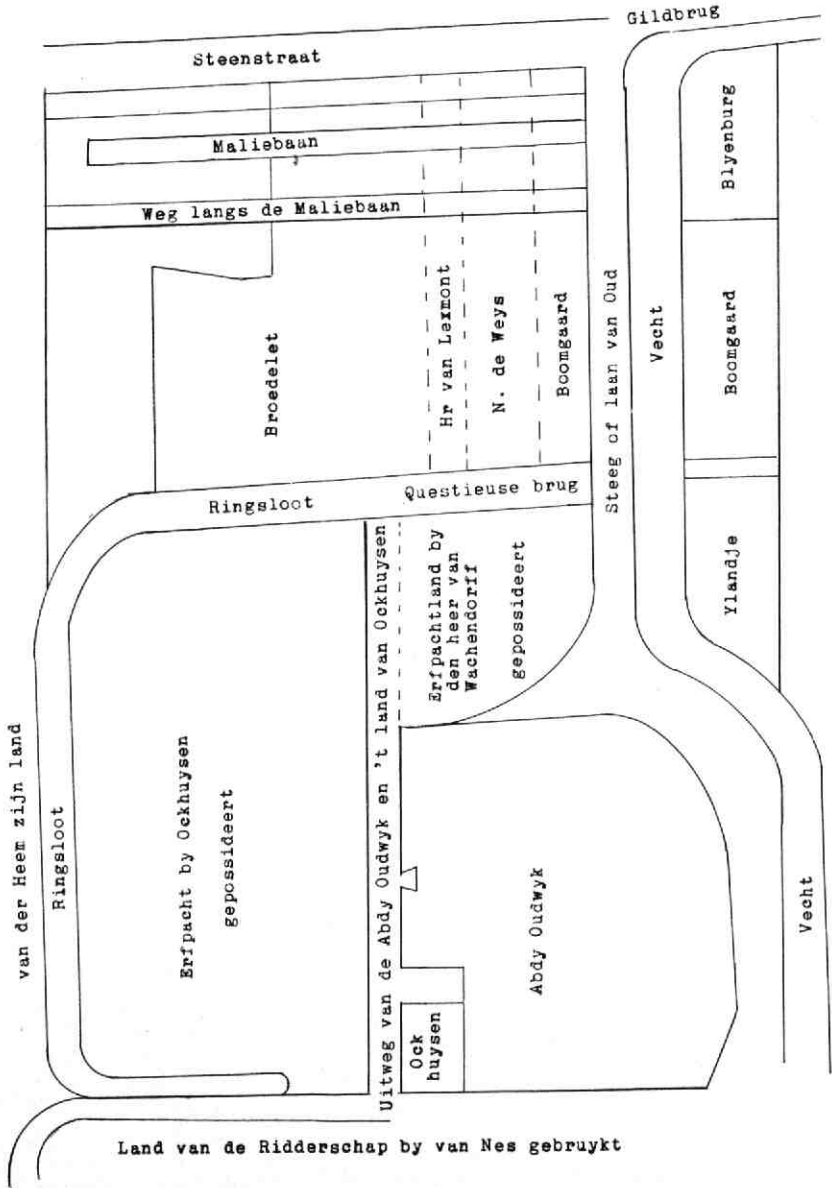 Gildbrug
Steenstraat
Maliebaan
Weg langs de Maliebaan
Blyenburg
Broedelet
Hr van Lexmont
N. de Weys
Boomgaard
Steeg of laan van Oud
Vecht
Boomgaard
Ringsloot
Questieuse brug
Ylandje
van der Heem zijn land
Ringsloot
Erfpacht by Ockhuysen
gepossideert
Uitweg van de Abdy Oudwyk en 't land van Ockhuysen
Erfpachtland by
den heer van
Wachendorff
gepossideert
Abdy Oudwyk
Ock
huysen
Vecht
Land van de Ridderschap by van Nes gebruykt